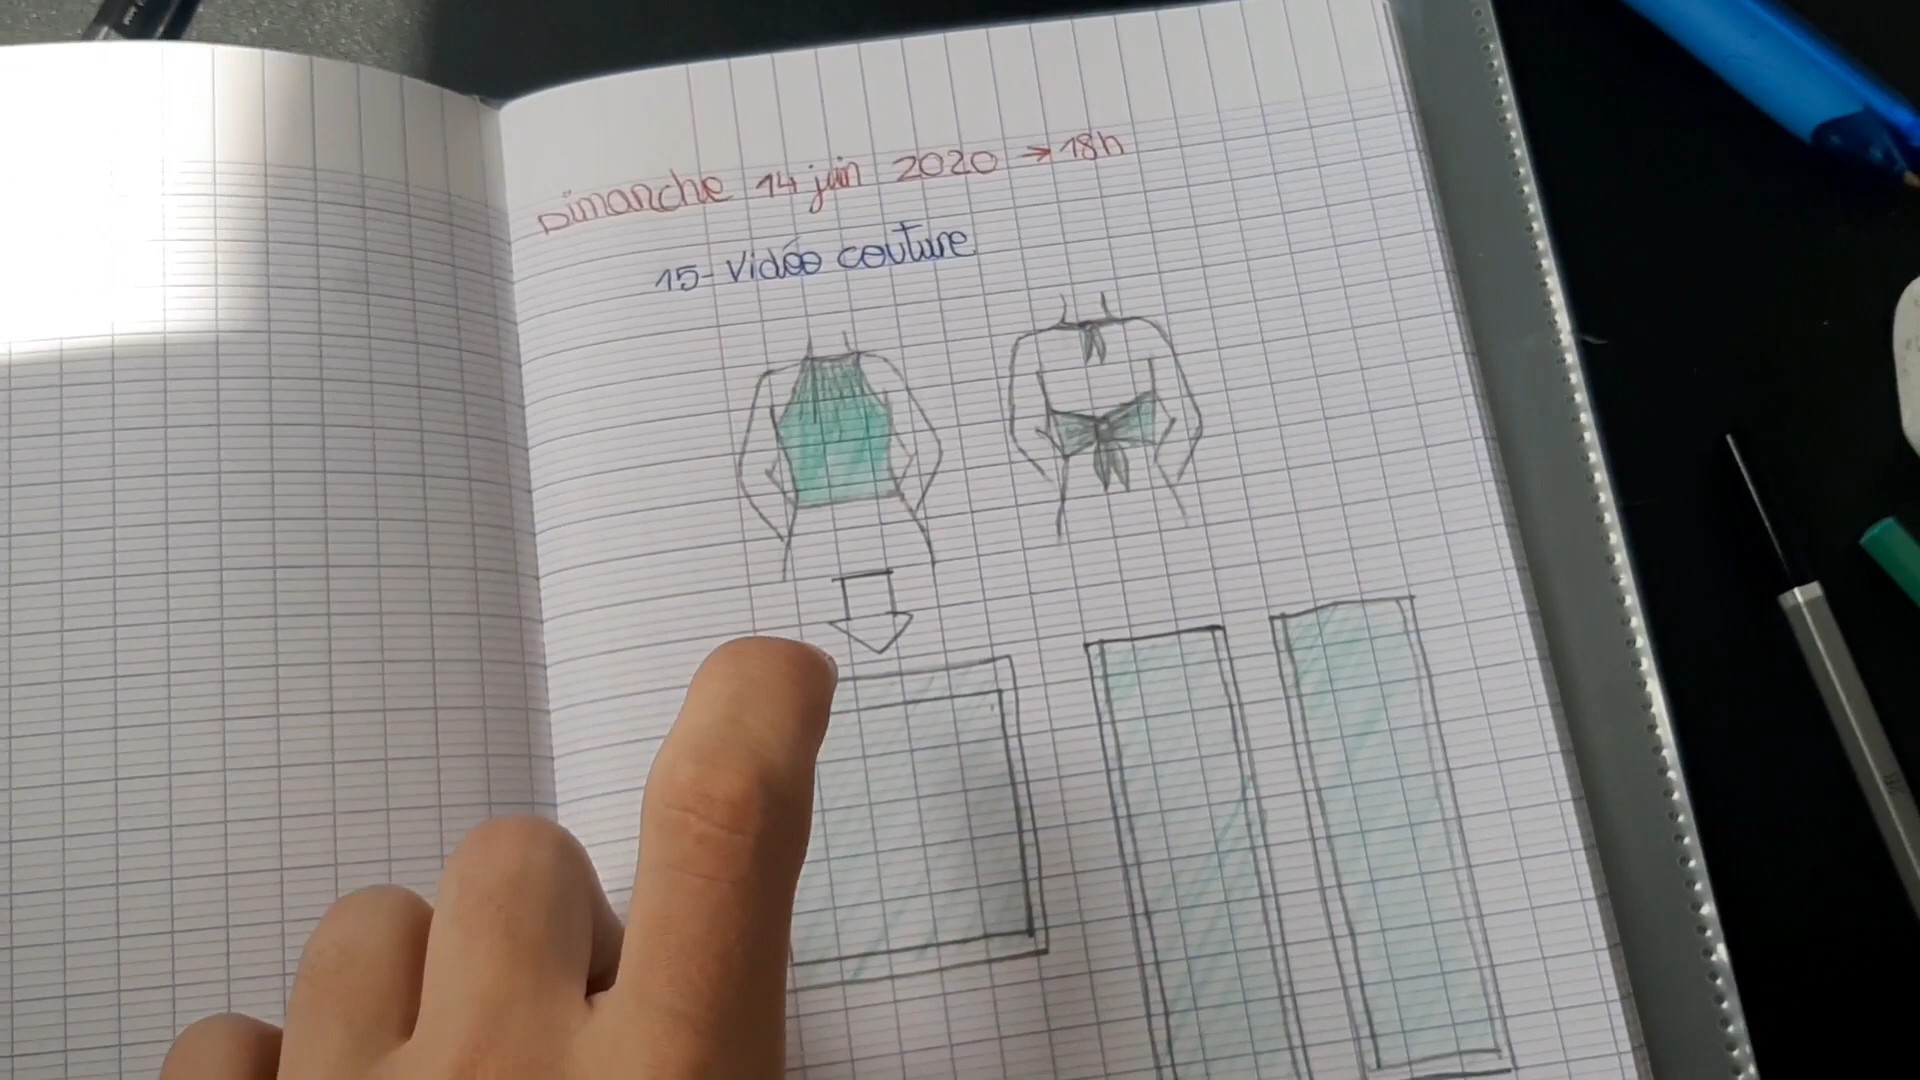 Dimanche 14 juin 2020 → 18h
15- Vidéo couture